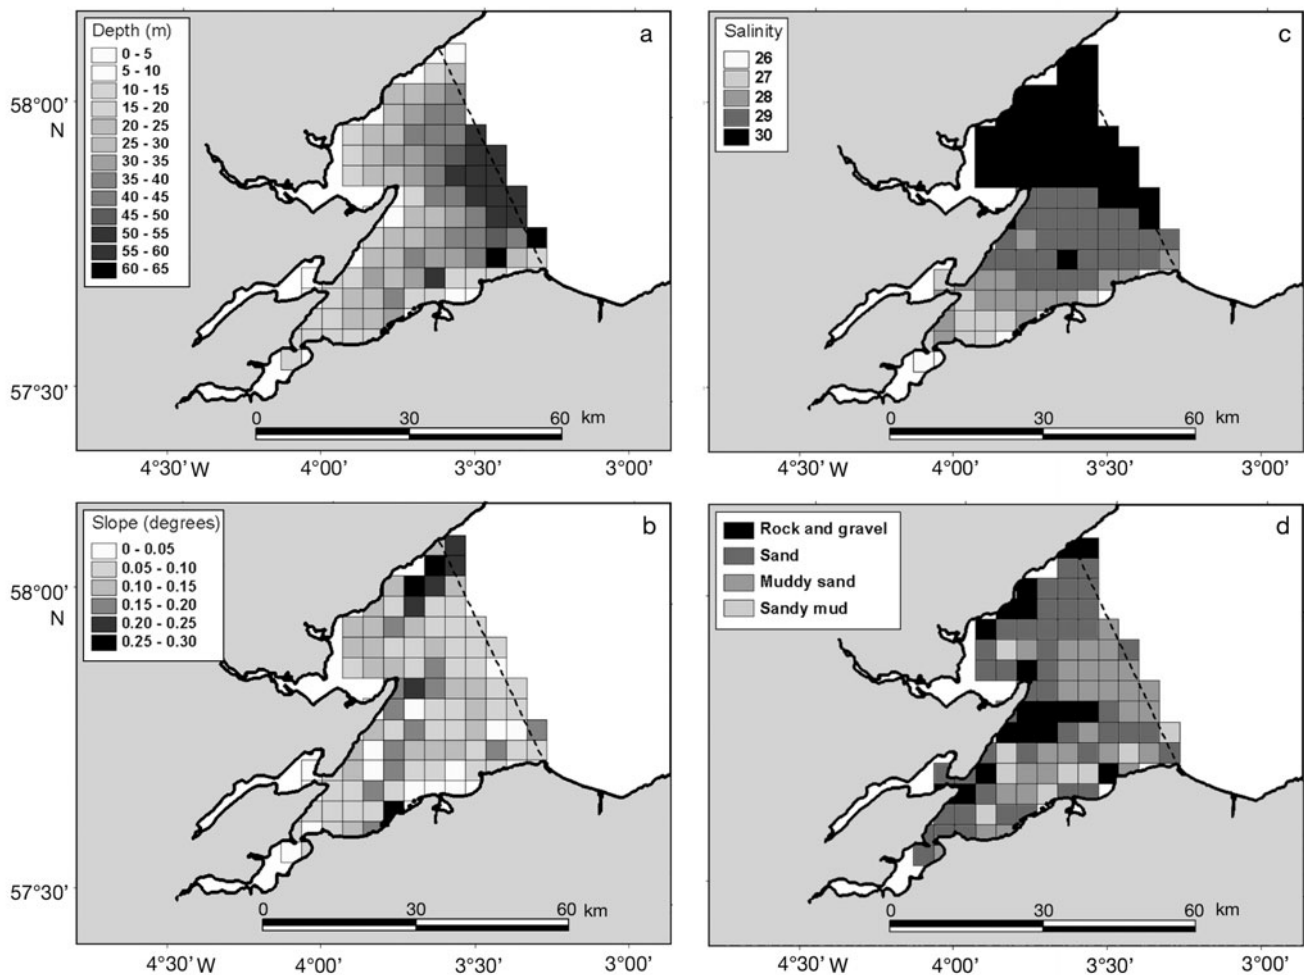 Depth (m)
0 - 5
5 - 10
10 - 15
15 - 20
20 - 25
25 - 30
30 - 35
35 - 40
40 - 45
45 - 50
50 - 55
55 - 60
60 - 65
a
58°00’
N
57°30’
0 30 60 km
4°30’ W 4°00’ 3°30’ 3°00’
Salinity
26
27
28
29
30
c
0 30 60 km
4°30’ W 4°00’ 3°30’ 3°00’
Slope (degrees)
0 - 0.05
0.05 - 0.10
0.10 - 0.15
0.15 - 0.20
0.20 - 0.25
0.25 - 0.30
b
58°00’
N
57°30’
0 30 60 km
4°30’ W 4°00’ 3°30’ 3°00’
Rock and gravel
Sand
Muddy sand
Sandy mud
d
0 30 60 km
4°30’ W 4°00’ 3°30’ 3°00’